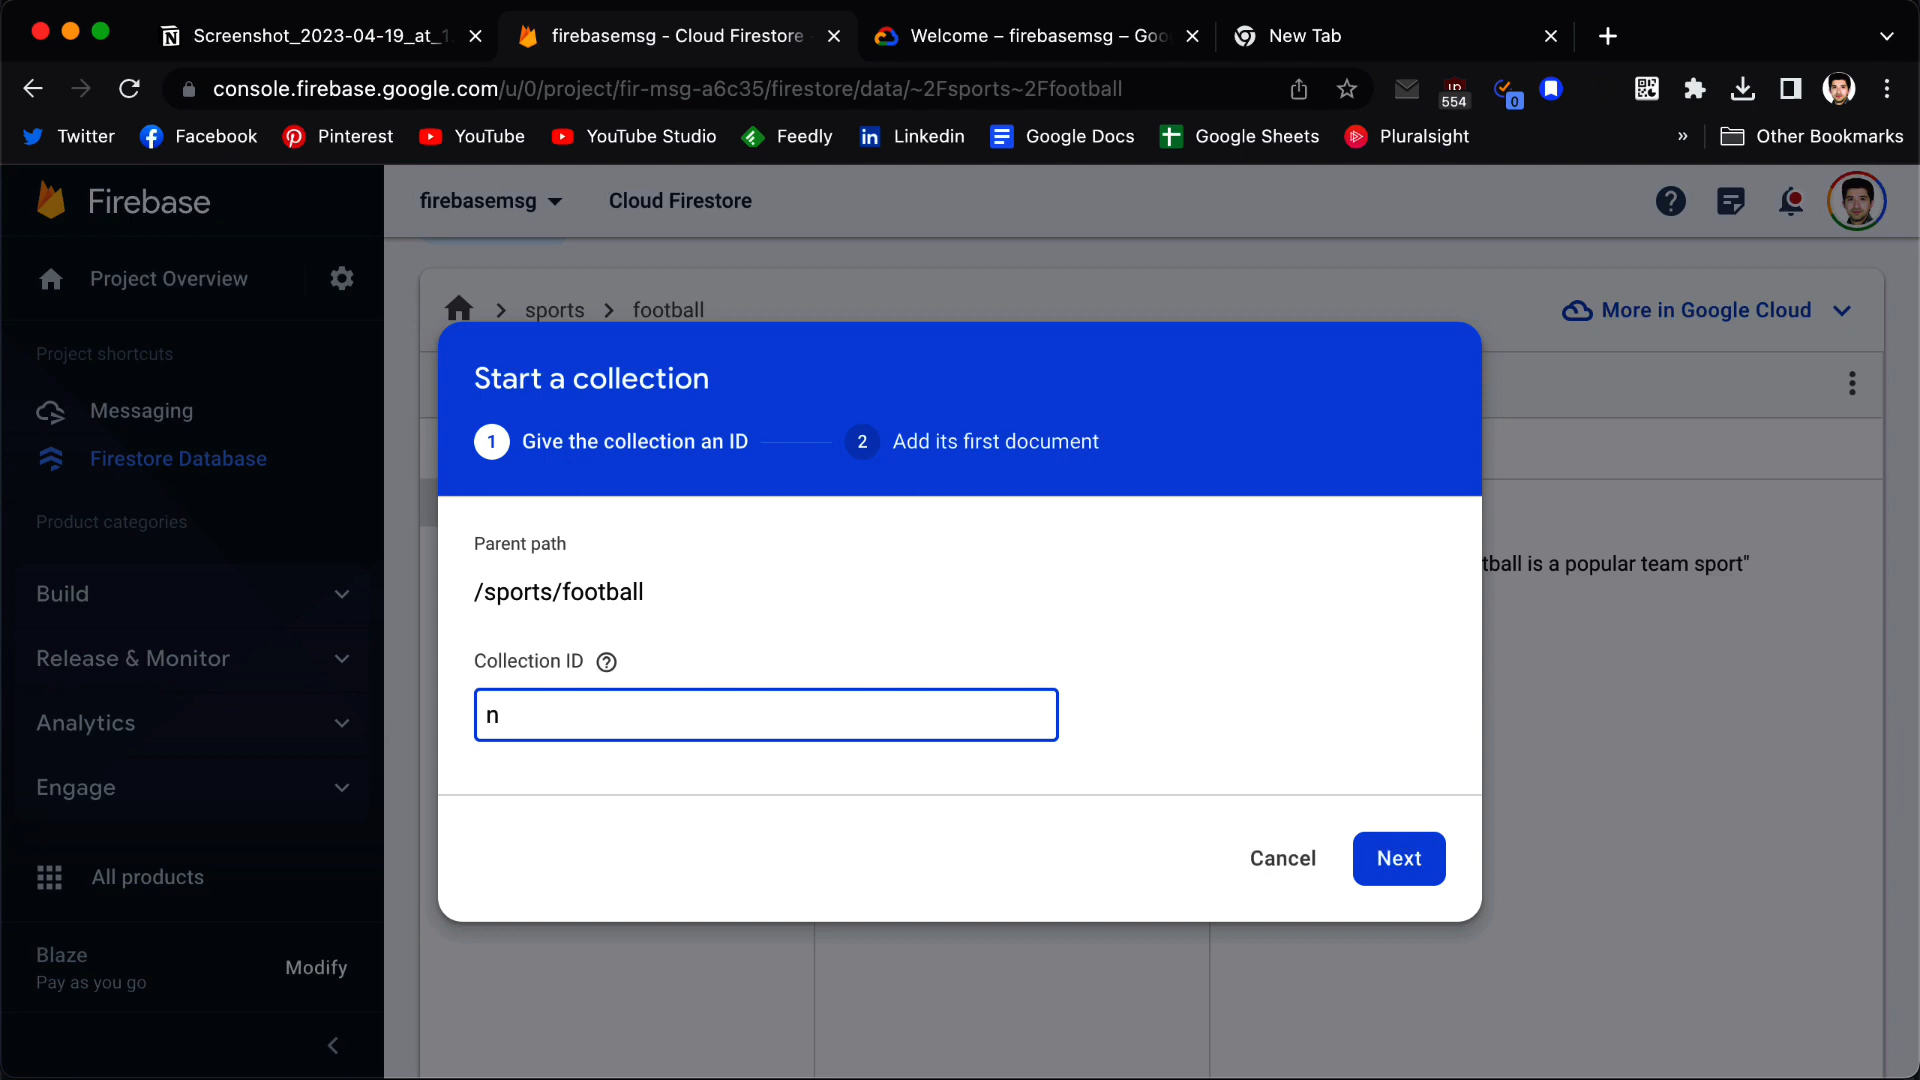 Screenshot_2023-04-19_at_1
firebasemsg - Cloud Firestore
Welcome – firebasemsg – Goo
New Tab
console.firebase.google.com/u/0/project/fir-msg-a6c35/firestore/data/~2Fsports~2Ffootball
554
0
Twitter
Facebook
Pinterest
YouTube
YouTube Studio
Feedly
Linkedin
Google Docs
Google Sheets
Pluralsight
»
Other Bookmarks
Firebase
firebasemsg
Cloud Firestore
Project Overview
sports
football
More in Google Cloud
Project shortcuts
Messaging
Firestore Database
Product categories
Build
Release & Monitor
Analytics
Engage
All products
Blaze
Pay as you go
Modify
Start a collection
1 Give the collection an ID
2 Add its first document
Parent path
/sports/football
Collection ID
n
Cancel
Next
tball is a popular team sport"